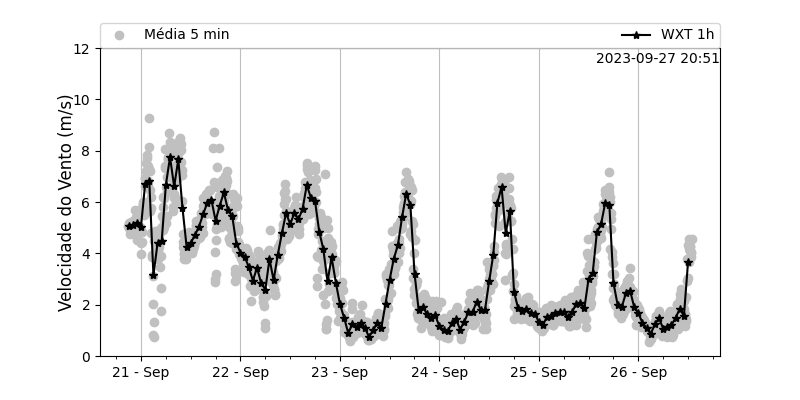 Média 5 min WXT 1h
2023-09-27 20:51
Velocidade do Vento (m/s)
12
10
8
6
4
2
0
21 - Sep 22 - Sep 23 - Sep 24 - Sep 25 - Sep 26 - Sep